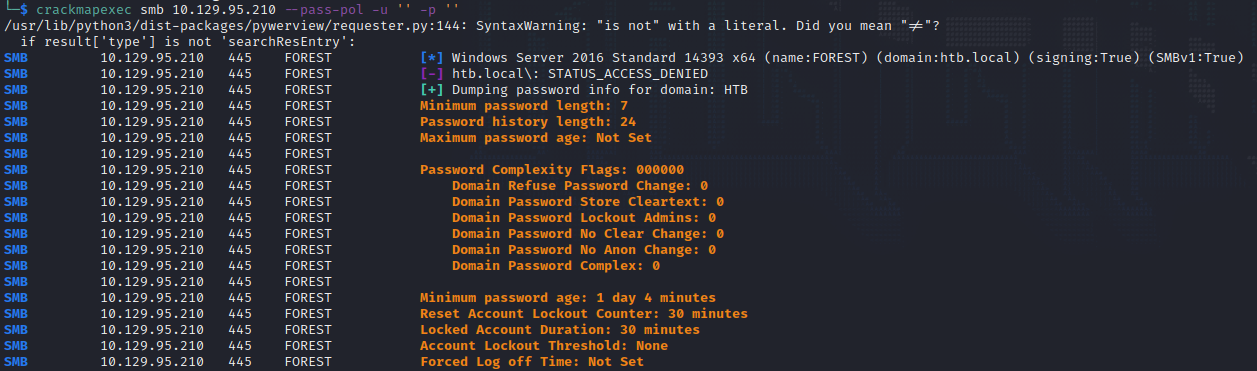 └─$ crackmapexec smb 10.129.95.210 --pass-pol -u '' -p ''
/usr/lib/python3/dist-packages/pywerview/requester.py:144: SyntaxWarning: "is not" with a literal. Did you mean "≠"?
  if result['type'] is not 'searchResEntry':
SMB 10.129.95.210 445 FOREST [*] Windows Server 2016 Standard 14393 x64 (name:FOREST) (domain:htb.local) (signing:True) (SMBv1:True)
SMB 10.129.95.210 445 FOREST [-] htb.local\: STATUS_ACCESS_DENIED
SMB 10.129.95.210 445 FOREST [+] Dumping password info for domain: HTB
SMB 10.129.95.210 445 FOREST Minimum password length: 7
SMB 10.129.95.210 445 FOREST Password history length: 24
SMB 10.129.95.210 445 FOREST Maximum password age: Not Set
SMB 10.129.95.210 445 FOREST
SMB 10.129.95.210 445 FOREST Password Complexity Flags: 000000
SMB 10.129.95.210 445 FOREST Domain Refuse Password Change: 0
SMB 10.129.95.210 445 FOREST Domain Password Store Cleartext: 0
SMB 10.129.95.210 445 FOREST Domain Password Lockout Admins: 0
SMB 10.129.95.210 445 FOREST Domain Password No Clear Change: 0
SMB 10.129.95.210 445 FOREST Domain Password No Anon Change: 0
SMB 10.129.95.210 445 FOREST Domain Password Complex: 0
SMB 10.129.95.210 445 FOREST
SMB 10.129.95.210 445 FOREST Minimum password age: 1 day 4 minutes
SMB 10.129.95.210 445 FOREST Reset Account Lockout Counter: 30 minutes
SMB 10.129.95.210 445 FOREST Locked Account Duration: 30 minutes
SMB 10.129.95.210 445 FOREST Account Lockout Threshold: None
SMB 10.129.95.210 445 FOREST Forced Log off Time: Not Set